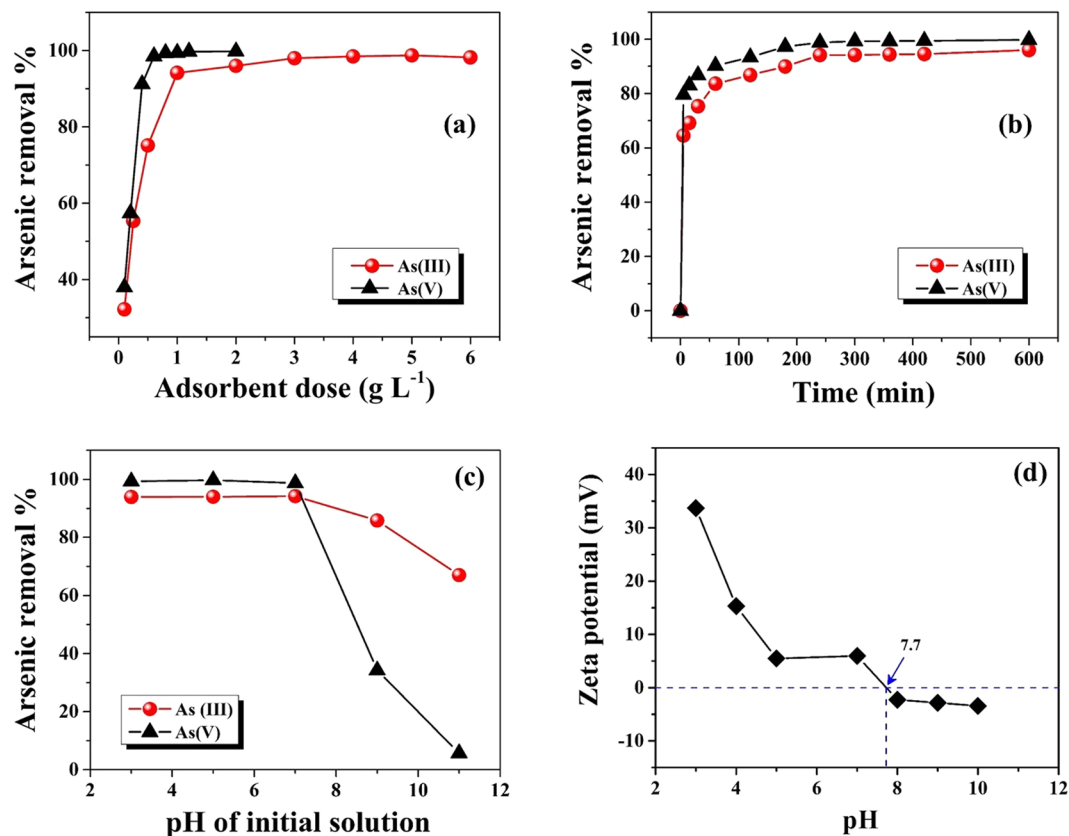 Arsenic removal %
100
80
60
40
(a)
As(III)
As(V)
0 1 2 3 4 5 6
Adsorbent dose (g L⁻¹)
Arsenic removal %
100
80
60
40
20
0
(b)
As(III)
As(V)
0 100 200 300 400 500 600
Time (min)
Arsenic removal %
100
80
60
40
20
0
(c)
As (III)
As(V)
2 4 6 8 10 12
pH of initial solution
Zeta potential (mV)
40
30
20
10
0
-10
(d)
7.7
2 4 6 8 10 12
pH